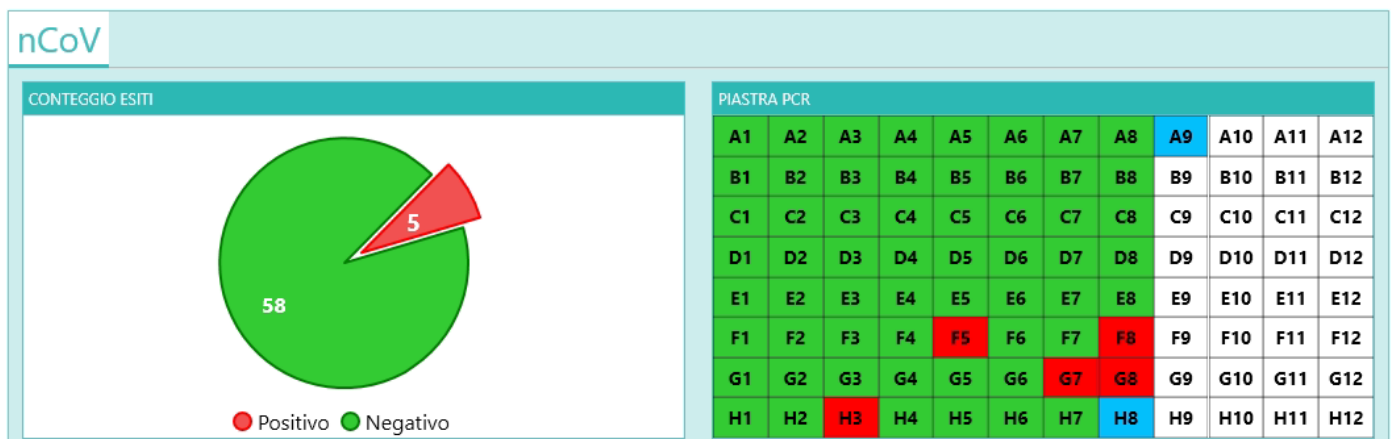 nCoV
CONTEGGIO ESITI
5
58
Positivo Negativo
PIASTRA PCR
A1 A2 A3 A4 A5 A6 A7 A8 A9 A10 A11 A12
B1 B2 B3 B4 B5 B6 B7 B8 B9 B10 B11 B12
C1 C2 C3 C4 C5 C6 C7 C8 C9 C10 C11 C12
D1 D2 D3 D4 D5 D6 D7 D8 D9 D10 D11 D12
E1 E2 E3 E4 E5 E6 E7 E8 E9 E10 E11 E12
F1 F2 F3 F4 F5 F6 F7 F8 F9 F10 F11 F12
G1 G2 G3 G4 G5 G6 G7 G8 G9 G10 G11 G12
H1 H2 H3 H4 H5 H6 H7 H8 H9 H10 H11 H12